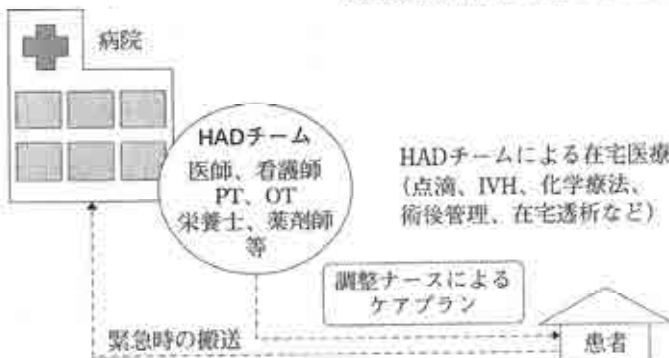 病院
HADチーム
医師、看護師
PT、OT
栄養士、薬剤師
等
HADチームによる在宅医療
(点滴、IVH、化学療法、
術後管理、在宅透析など)
調整ナースによる
ケアプラン
緊急時の搬送
患者